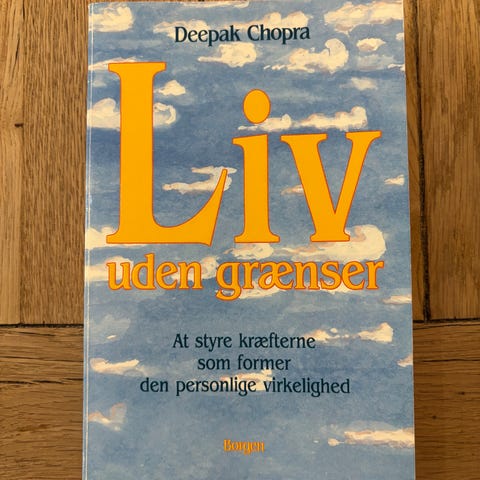 Deepak Chopra
Liv
uden grænser
At styre kræfterne
som former
den personlige virkelighed
Borgen